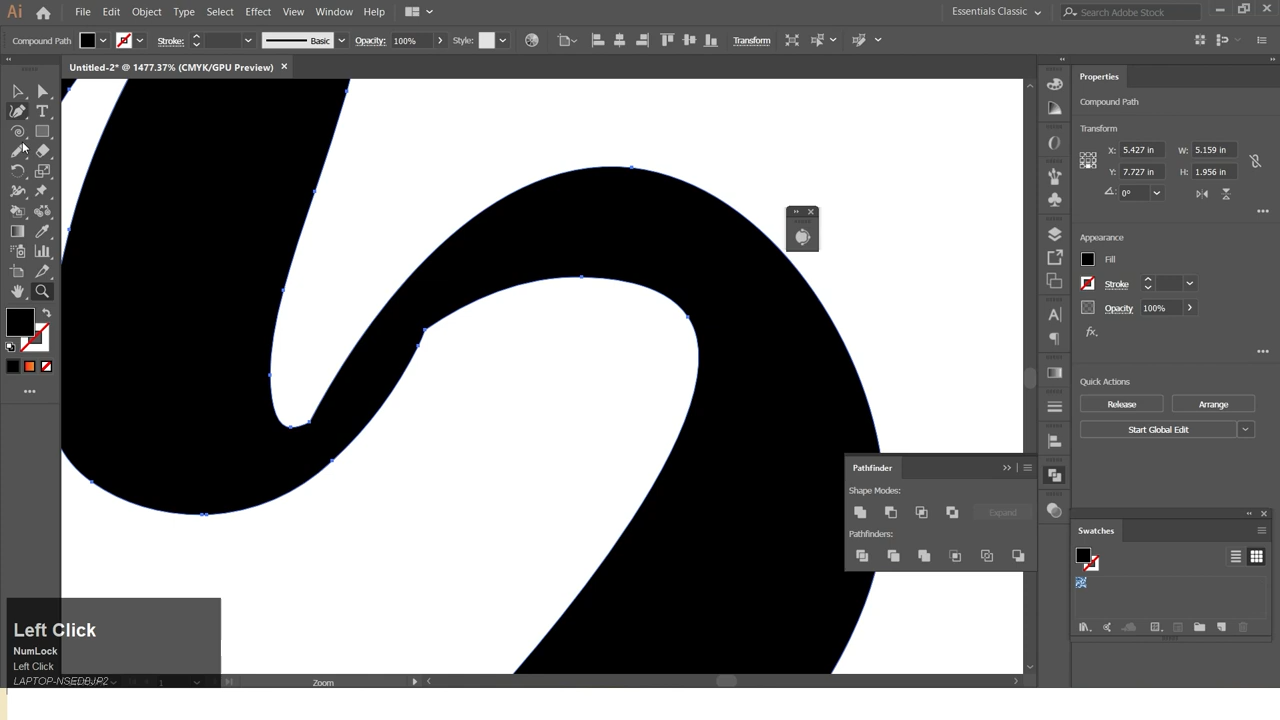 Ai File Edit Object Type Select Effect View Window Help Essentials Classic Search Adobe Stock
Compound Path Stroke: Basic Opacity: 100% Style: Transform
Untitled-2* @ 1477.37% (CMYK/GPU Preview)
Properties
Compound Path
Transform
X: 5.427 in W: 5.159 in
Y: 7.727 in H: 1.956 in
0°
Appearance
Fill
Stroke
Opacity 100%
fx.
Quick Actions
Release Arrange
Start Global Edit
Pathfinder
Shape Modes:
Expand
Pathfinders:
Swatches
Left Click
NumLock
Left Click
LAPTOP-NSEDBJP2
1 Zoom